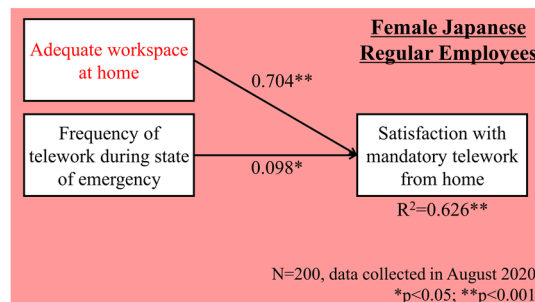 Female Japanese
Regular Employees
Adequate workspace
at home
0.704**
Frequency of
telework during state
of emergency
0.098*
Satisfaction with
mandatory telework
from home
R²=0.626**
N=200, data collected in August 2020
*p<0.05; **p<0.001